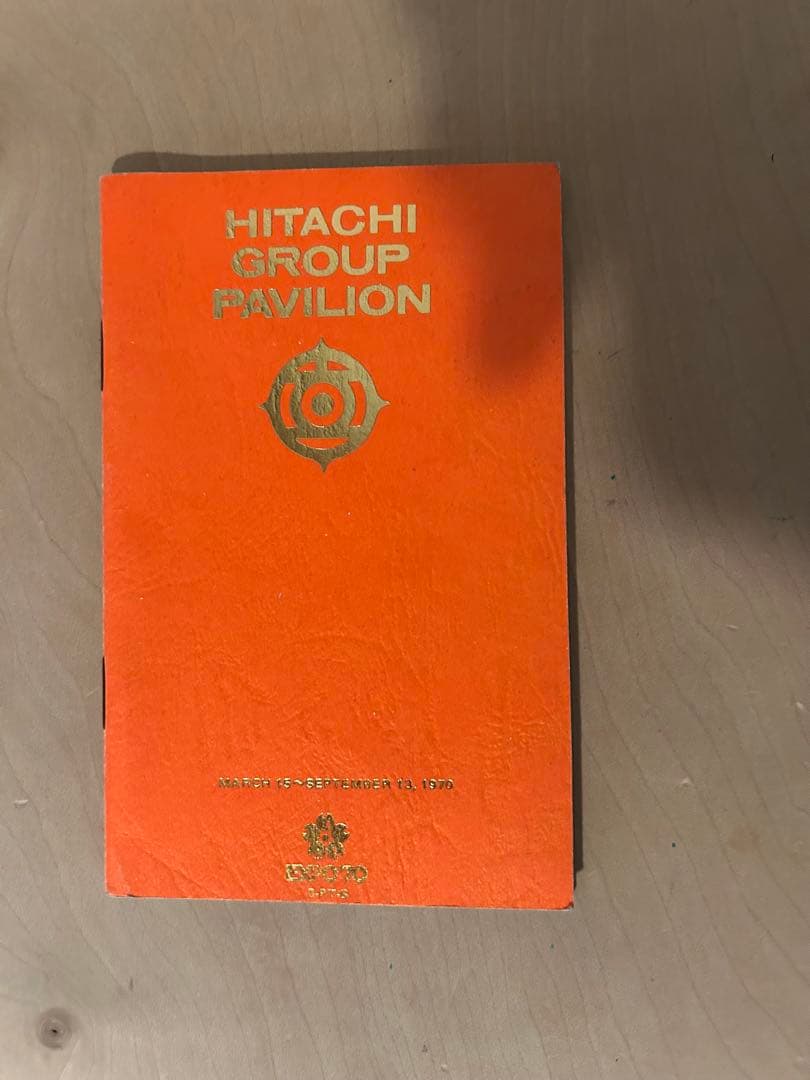 HITACHI
GROUP
PAVILION
MARCH 15~SEPTEMBER 13, 1970
EXPO'70